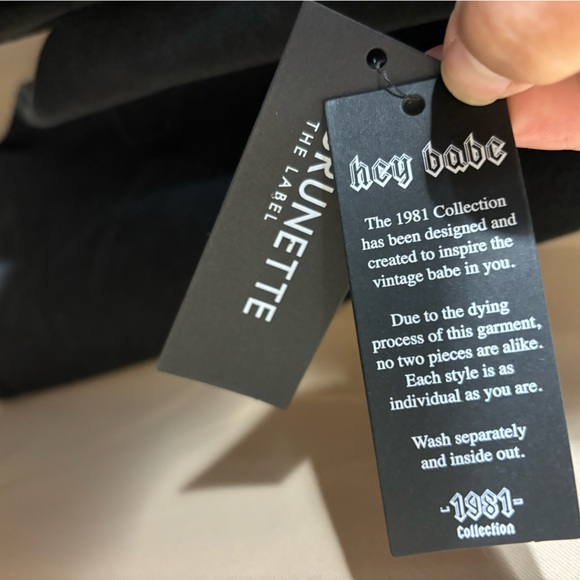 BRUNETTE
THE LABEL
hey babe
The 1981 Collection
has been designed and
created to inspire the
vintage babe in you.
Due to the dying
process of this garment,
no two pieces are alike.
Each style is as
individual as you are.
Wash separately
and inside out.
-1981-
Collection